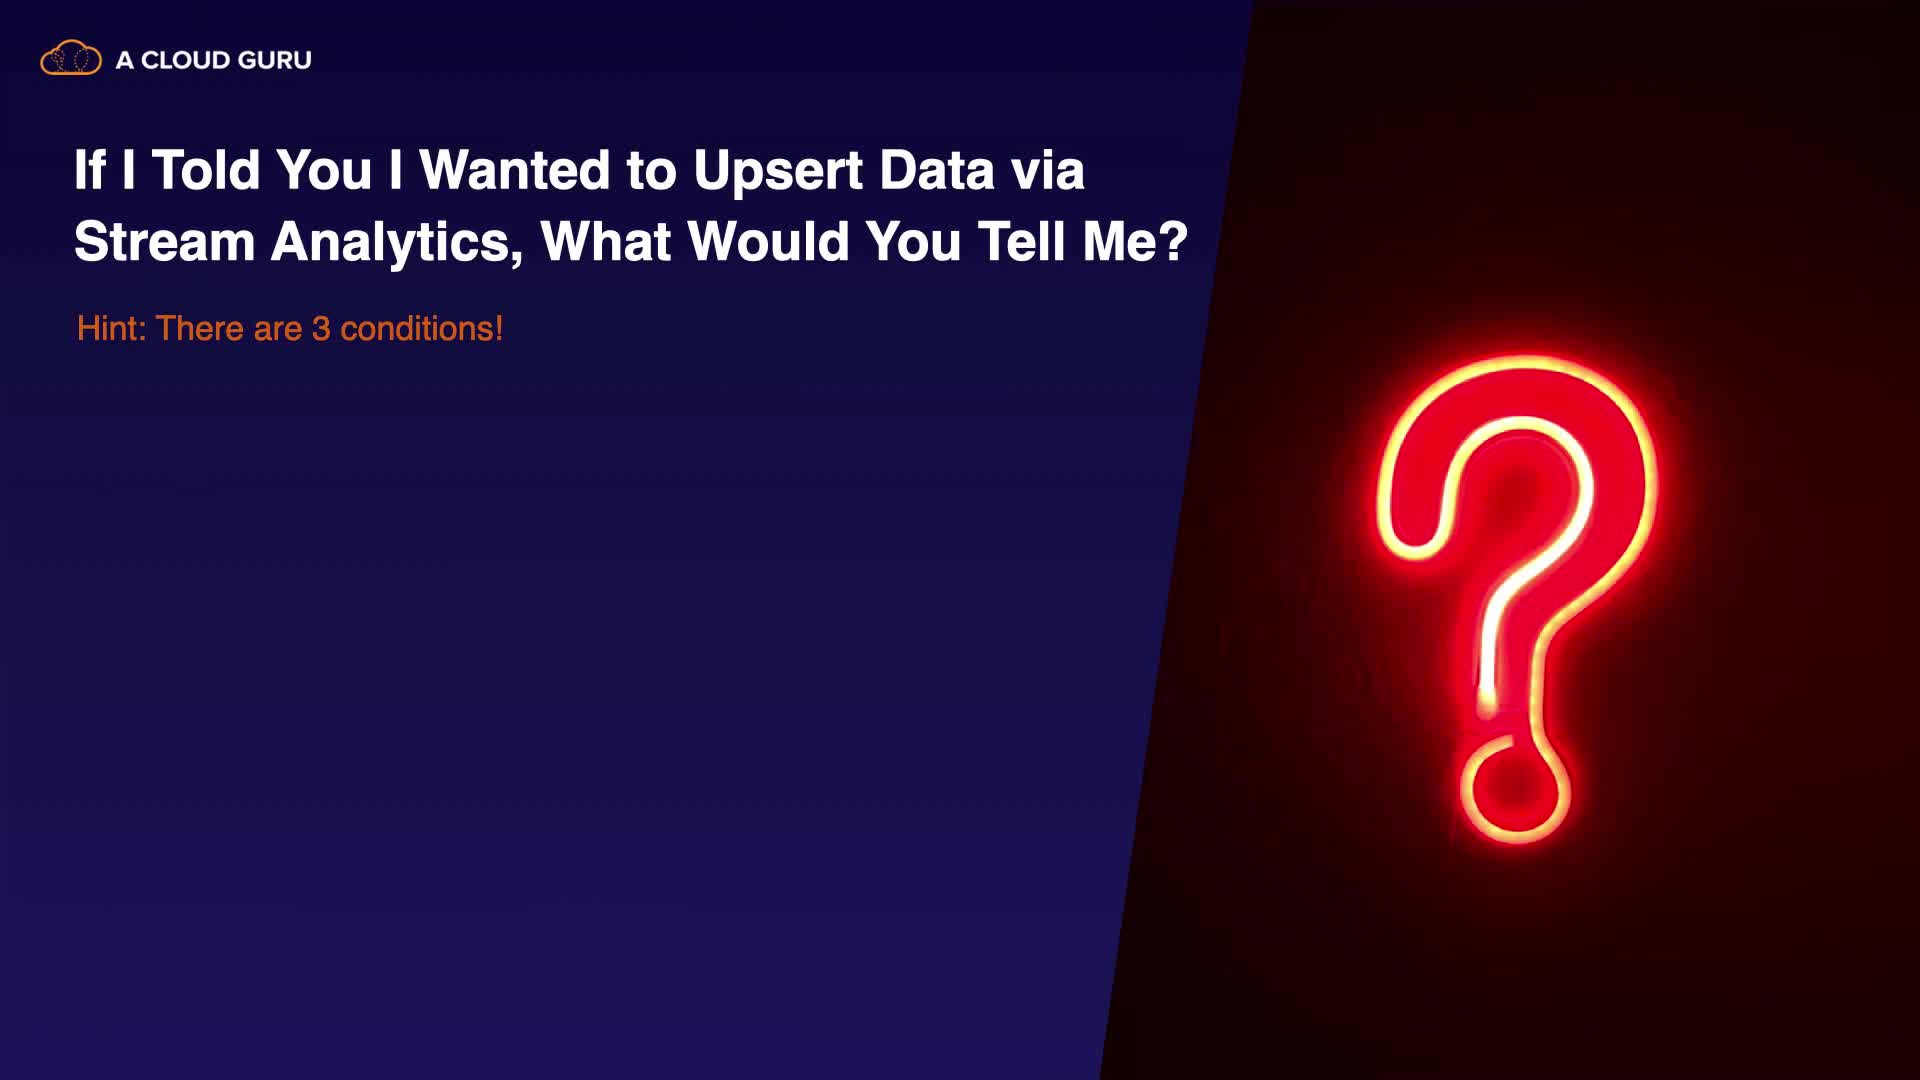 A CLOUD GURU
If I Told You I Wanted to Upsert Data via
Stream Analytics, What Would You Tell Me?
Hint: There are 3 conditions!